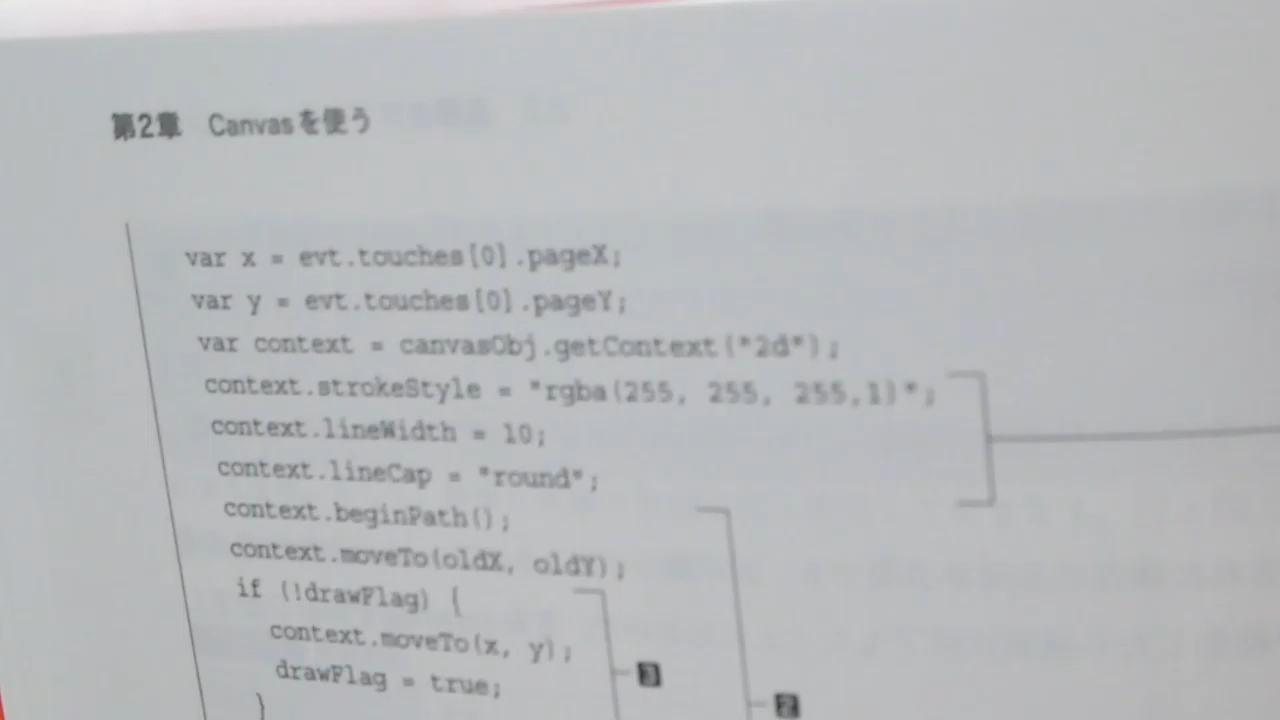 第2章 Canvasを使う
var x = evt.touches[0].pageX;
var y = evt.touches[0].pageY;
var context = canvasObj.getContext("2d");
context.strokeStyle = "rgba(255, 255, 255,1)";
context.lineWidth = 10;
context.lineCap = "round";
context.beginPath();
context.moveTo(oldX, oldY);
if (!drawFlag) {
context.moveTo(x, y);
drawFlag = true;
3
}
2